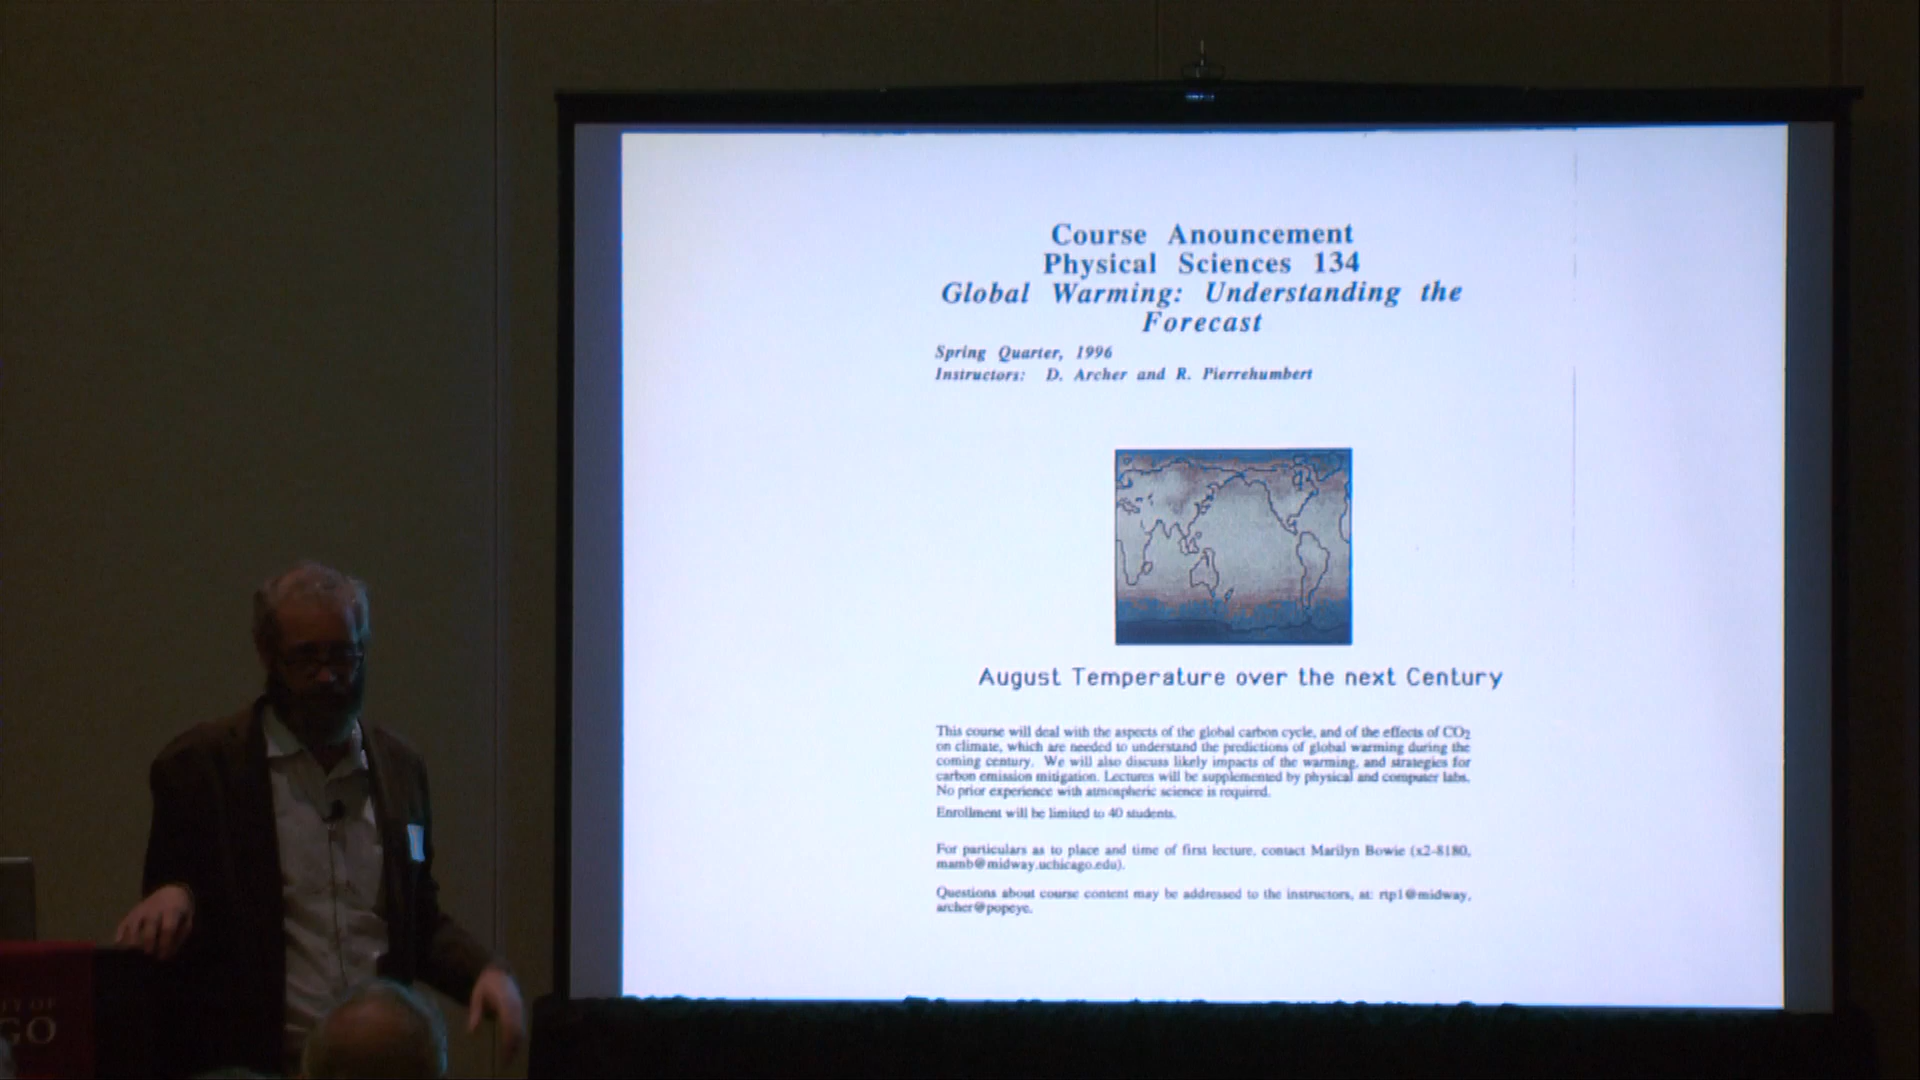 Course Anouncement
Physical Sciences 134
Global Warming: Understanding the
Forecast
Spring Quarter, 1996
Instructors: D. Archer and R. Pierrehumbert
August Temperature over the next Century
This course will deal with the aspects of the global carbon cycle, and of the effects of CO₂
on climate, which are needed to understand the predictions of global warming during the
coming century. We will also discuss likely impacts of the warming, and strategies for
carbon emission mitigation. Lectures will be supplemented by physical and computer labs.
No prior experience with atmospheric science is required.
Enrollment will be limited to 40 students.
For particulars as to place and time of first lecture, contact Marilyn Bowie (x2-8180,
mamb@midway.uchicago.edu).
Questions about course content may be addressed to the instructors, at: rtp1@midway,
archer@popeye.
TY OF
GO